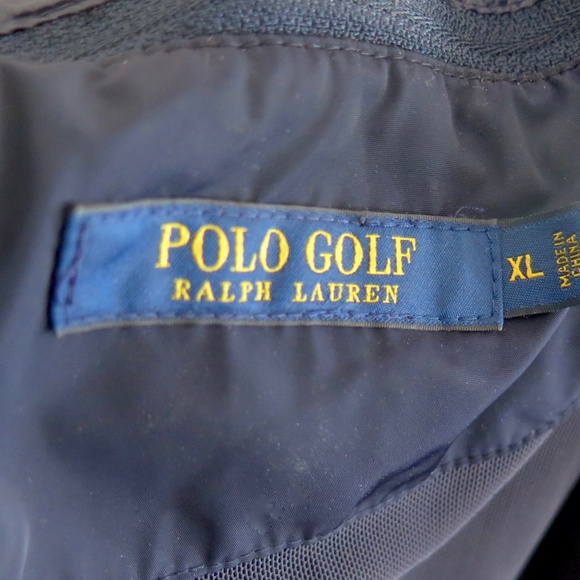 POLO GOLF
RALPH LAUREN
XL
MADE IN
CHINA